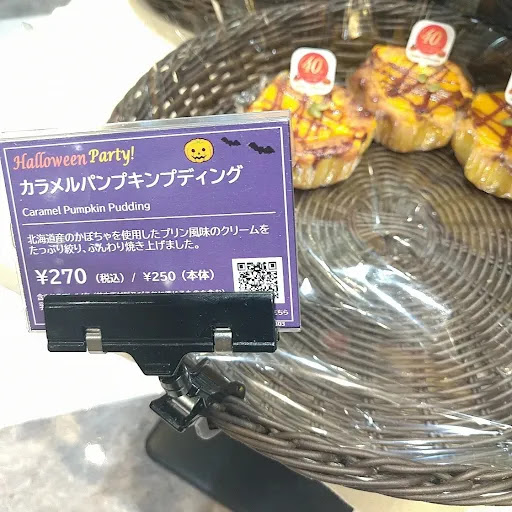 Halloween Party!
カラメルパンプキンプディング
Caramel Pumpkin Pudding
北海道産のかぼちゃを使用したプリン風味のクリームを
たっぷり絞り、ふんわり焼き上げました。
¥270（税込）/ ¥250（本体）
40
40